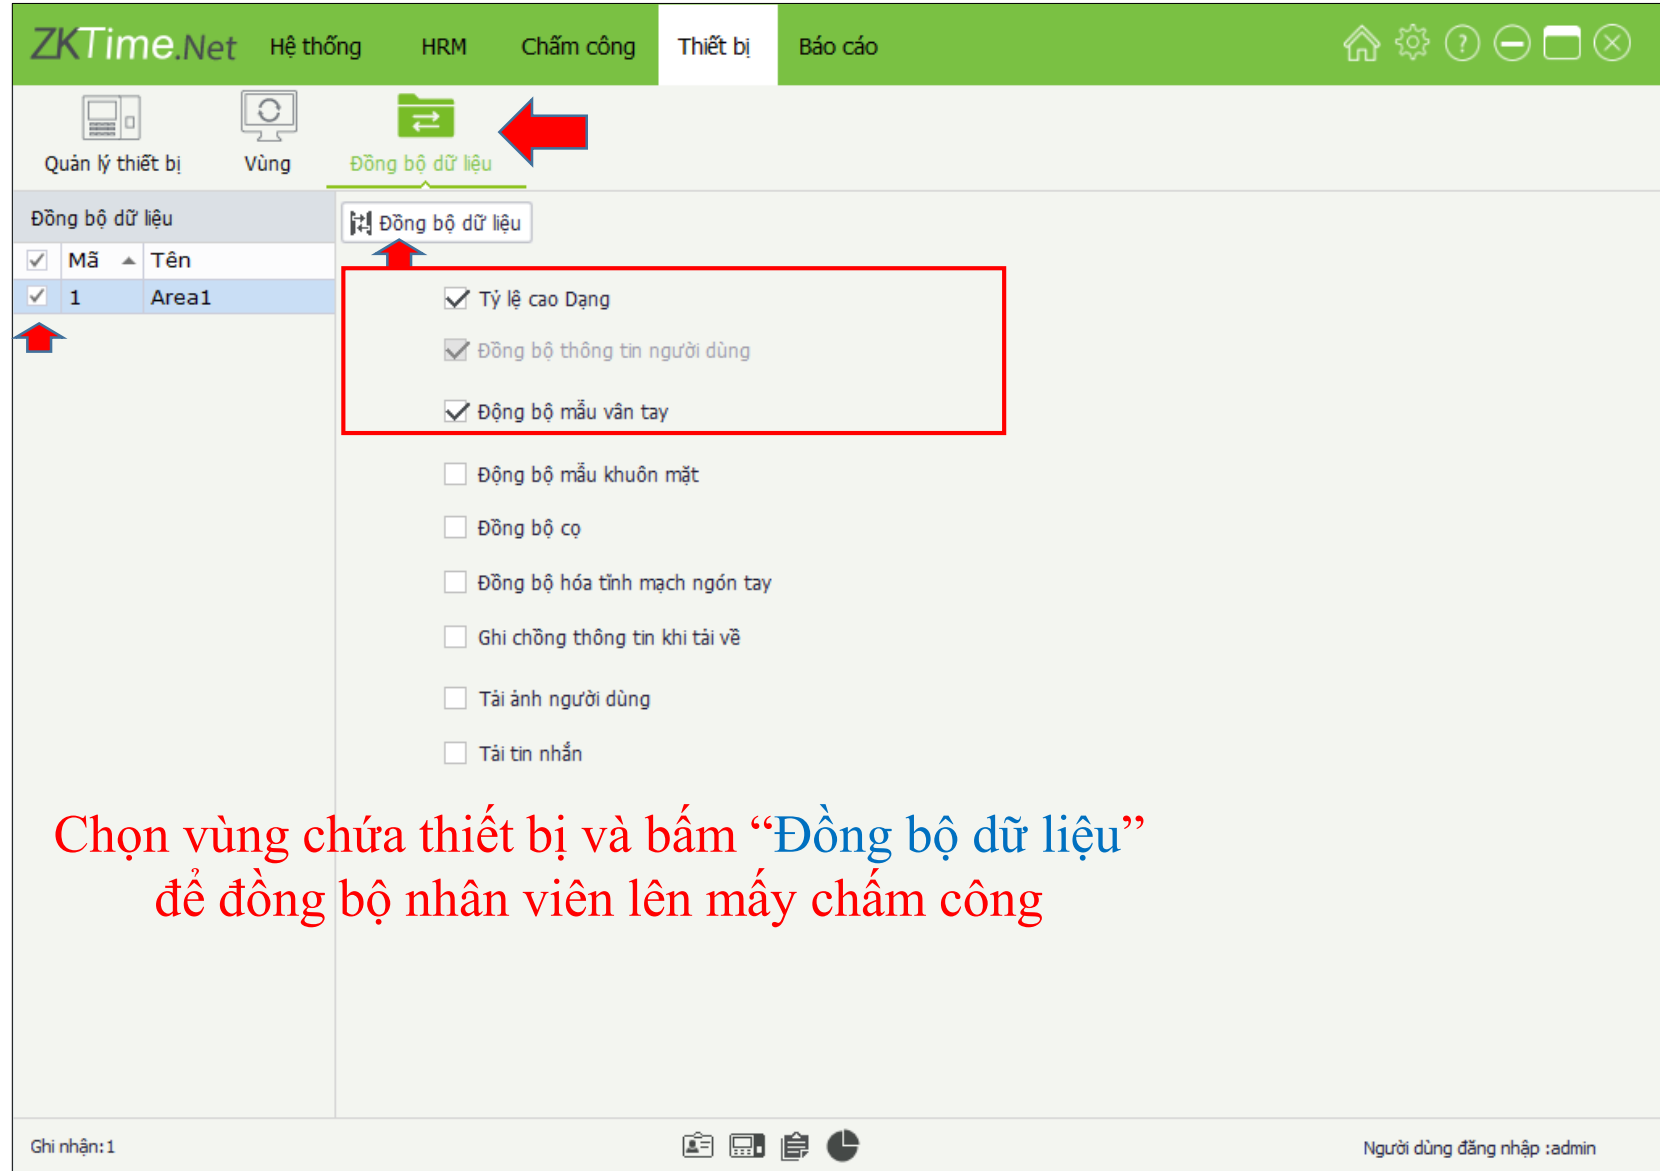 ZKTime.Net Hệ thống HRM Chấm công Thiết bị Báo cáo
Quản lý thiết bị Vùng Đồng bộ dữ liệu
Đồng bộ dữ liệu
Đồng bộ dữ liệu
Mã Tên
1 Area1
Tỷ lệ cao Dạng
Đồng bộ thông tin người dùng
Động bộ mẫu vân tay
Động bộ mẫu khuôn mặt
Đồng bộ cọ
Đồng bộ hóa tĩnh mạch ngón tay
Ghi chồng thông tin khi tải về
Tải ảnh người dùng
Tải tin nhắn
Chọn vùng chứa thiết bị và bấm “Đồng bộ dữ liệu”
để đồng bộ nhân viên lên mấy chấm công
Ghi nhận:1
Người dùng đăng nhập :admin